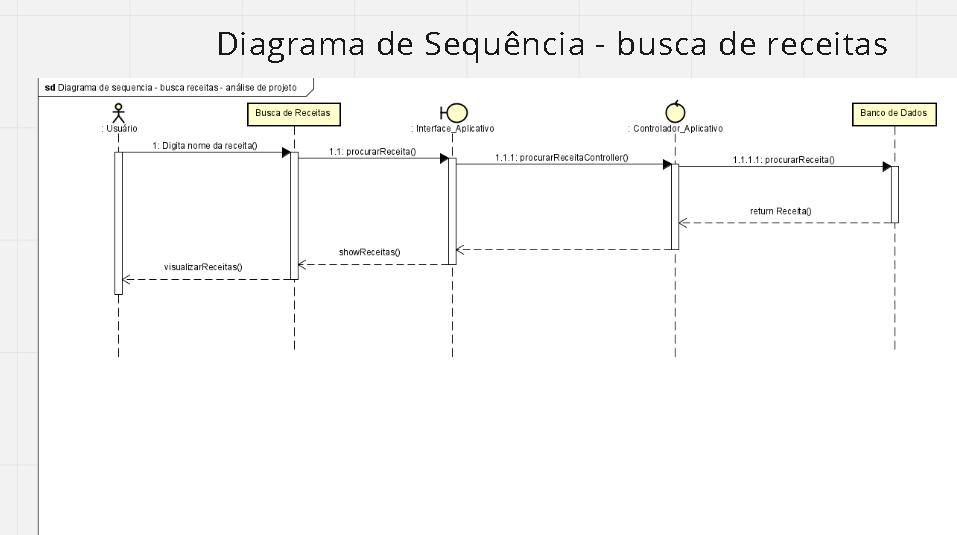 Diagrama de Sequência - busca de receitas
sd Diagrama de sequencia - busca receitas - análise de projeto
Busca de Receitas
Banco de Dados
: Usuário
: Interface_Aplicativo
: Controlador_Aplicativo
1: Digita nome da receita()
1.1: procurarReceita()
1.1.1: procurarReceitaController()
1.1.1.1: procurarReceita()
return Receita()
showReceitas()
visualizarReceitas()